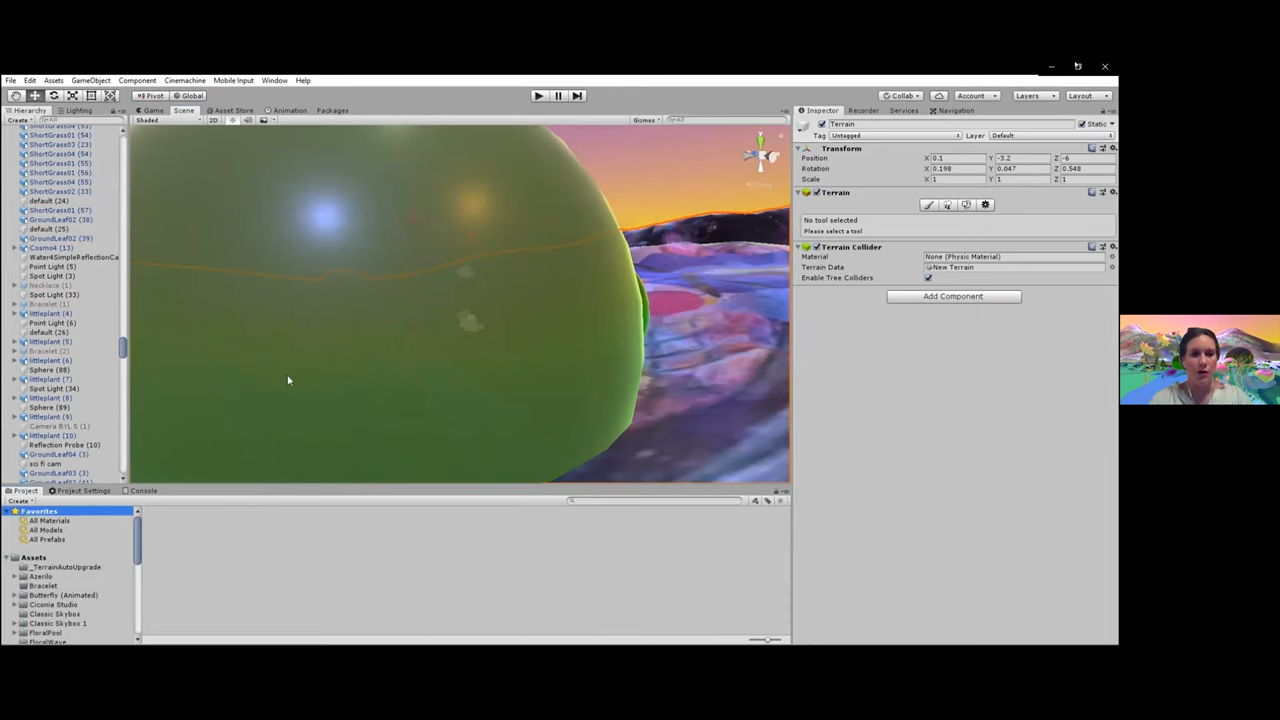 File Edit Assets GameObject Component Cinemachine Mobile Input Window Help
Pivot Global Collab Account Layers Layout
Hierarchy Lighting Game Scene Asset Store Animation Packages Inspector Recorder Services Navigation
Create All Shaded 2D Gizmos All
Terrain Static
Tag Untagged Layer Default
Transform
Position X 0.1 Y -3.2 Z -6
Rotation X 0.198 Y 0.047 Z 0.548
Scale X 1 Y 1 Z 1
Terrain
No tool selected
Please select a tool
Terrain Collider
Material None (Physic Material)
Terrain Data New Terrain
Enable Tree Colliders
Add Component
ShortGrass04 (53)
ShortGrass01 (54)
ShortGrass03 (23)
ShortGrass04 (54)
ShortGrass01 (55)
ShortGrass01 (56)
ShortGrass04 (55)
ShortGrass02 (33)
default (24)
ShortGrass01 (57)
GroundLeaf02 (38)
default (25)
GroundLeaf02 (39)
Cosmo4 (13)
Water4SimpleReflectionCa
Point Light (5)
Spot Light (3)
Necklace (1)
Spot Light (33)
Bracelet (1)
littleplant (4)
Point Light (6)
default (26)
littleplant (5)
Bracelet (2)
littleplant (6)
Sphere (88)
littleplant (7)
Spot Light (34)
littleplant (8)
Sphere (89)
littleplant (9)
Camera BYL 5 (1)
littleplant (10)
Reflection Probe (10)
GroundLeaf04 (3)
sci fi cam
GroundLeaf03 (3)
GroundLeaf02 (41)
Project Project Settings Console
Create
Favorites
All Materials
All Models
All Prefabs
Assets
_TerrainAutoUpgrade
Azerilo
Bracelet
Butterfly (Animated)
Ciconia Studio
Classic Skybox
Classic Skybox 1
FloralPool
FloralWave